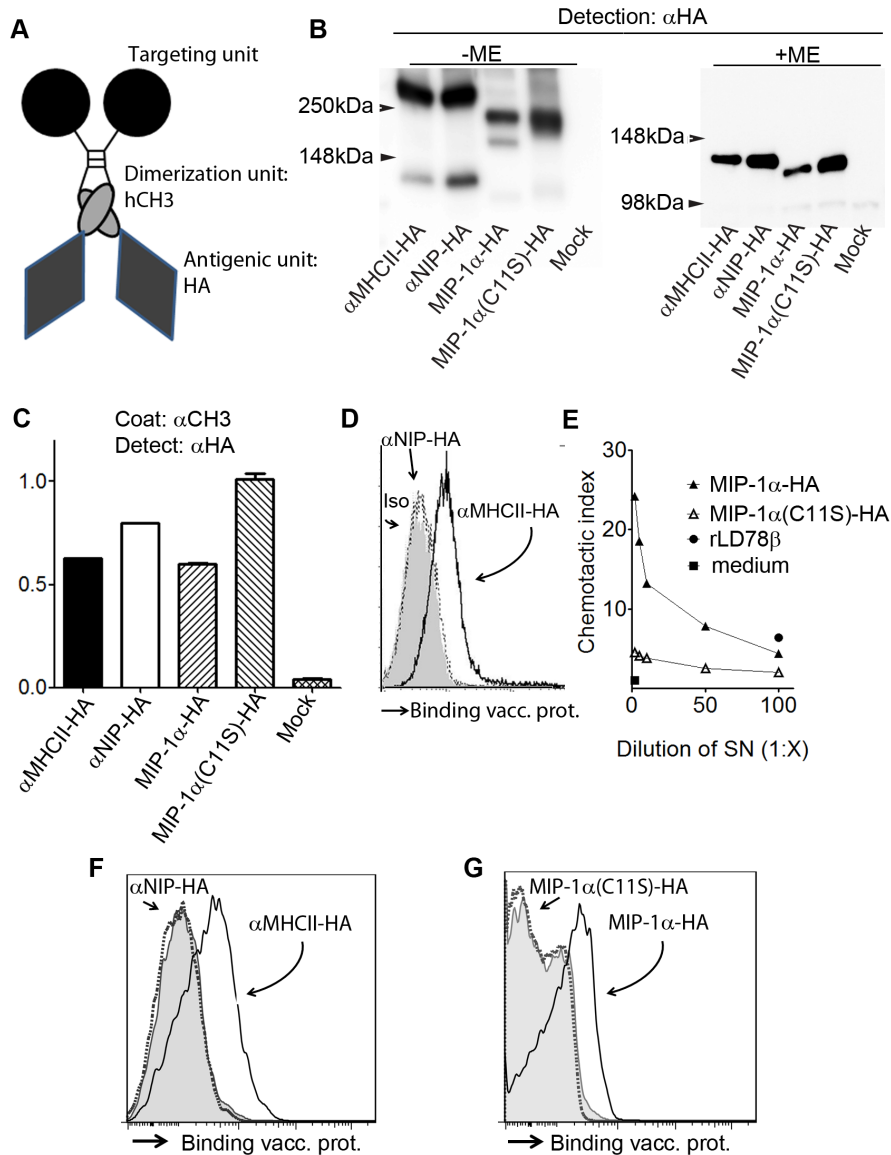 A
Targeting unit
Dimerization unit:
hCH3
Antigenic unit:
HA
B
Detection: αHA
-ME
+ME
250kDa
148kDa
148kDa
98kDa
αMHCII-HA
αNIP-HA
MIP-1α-HA
MIP-1α(C11S)-HA
Mock
αMHCII-HA
αNIP-HA
MIP-1α-HA
MIP-1α(C11S)-HA
Mock
C
Coat: αCH3
Detect: αHA
1.0
0.5
0.0
αMHCII-HA
αNIP-HA
MIP-1α-HA
MIP-1α(C11S)-HA
Mock
D
αNIP-HA
Iso
αMHCII-HA
Binding vacc. prot.
E
Chemotactic index
30
20
10
0
50
100
MIP-1α-HA
MIP-1α(C11S)-HA
rLD78β
medium
Dilution of SN (1:X)
F
αNIP-HA
αMHCII-HA
Binding vacc. prot.
G
MIP-1α(C11S)-HA
MIP-1α-HA
Binding vacc. prot.